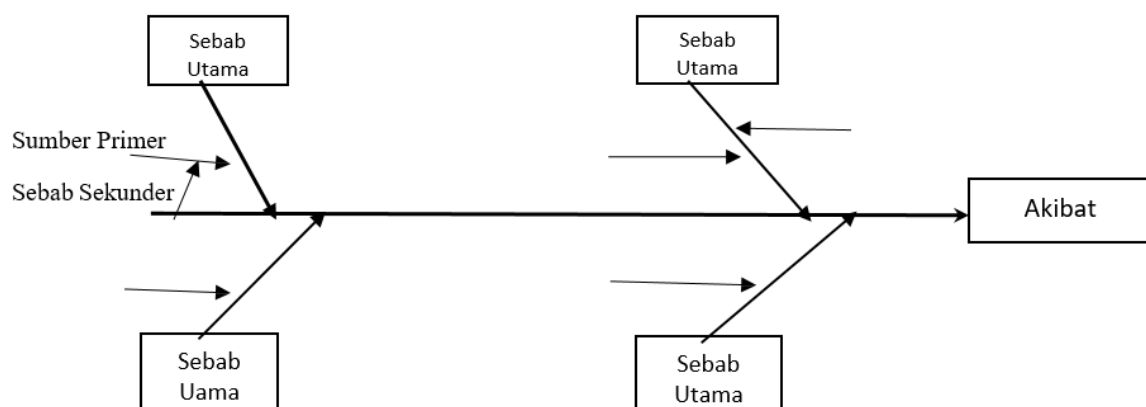 Sebab
Utama
Sebab
Utama
Sumber Primer
Sebab Sekunder
Akibat
Sebab
Uama
Sebab
Utama